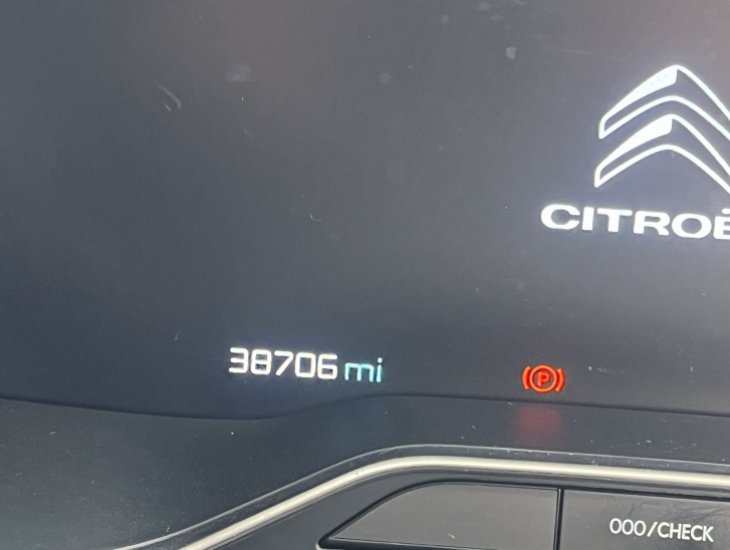 CITROË
38706 mi
(P)
000/CHECK